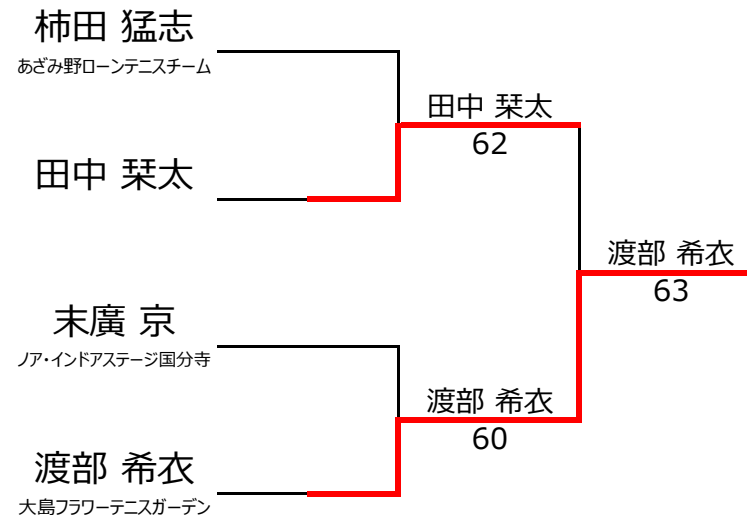 柿田 猛志
あざみ野ローンテニスチーム
田中 栞太
62
田中 栞太
渡部 希衣
63
末廣 京
ノア・インドアステージ国分寺
渡部 希衣
60
渡部 希衣
大島フラワーテニスガーデン